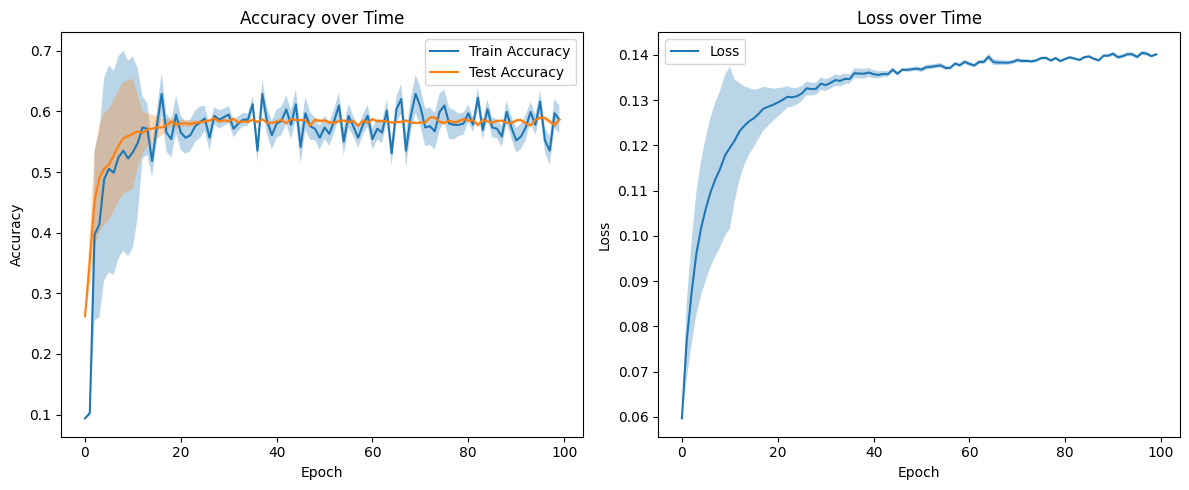 Accuracy over Time
Train Accuracy
Test Accuracy
Accuracy
0.7
0.6
0.5
0.4
0.3
0.2
0.1
0 20 40 60 80 100
Epoch
Loss over Time
Loss
Loss
0.14
0.13
0.12
0.11
0.10
0.09
0.08
0.07
0.06
0 20 40 60 80 100
Epoch